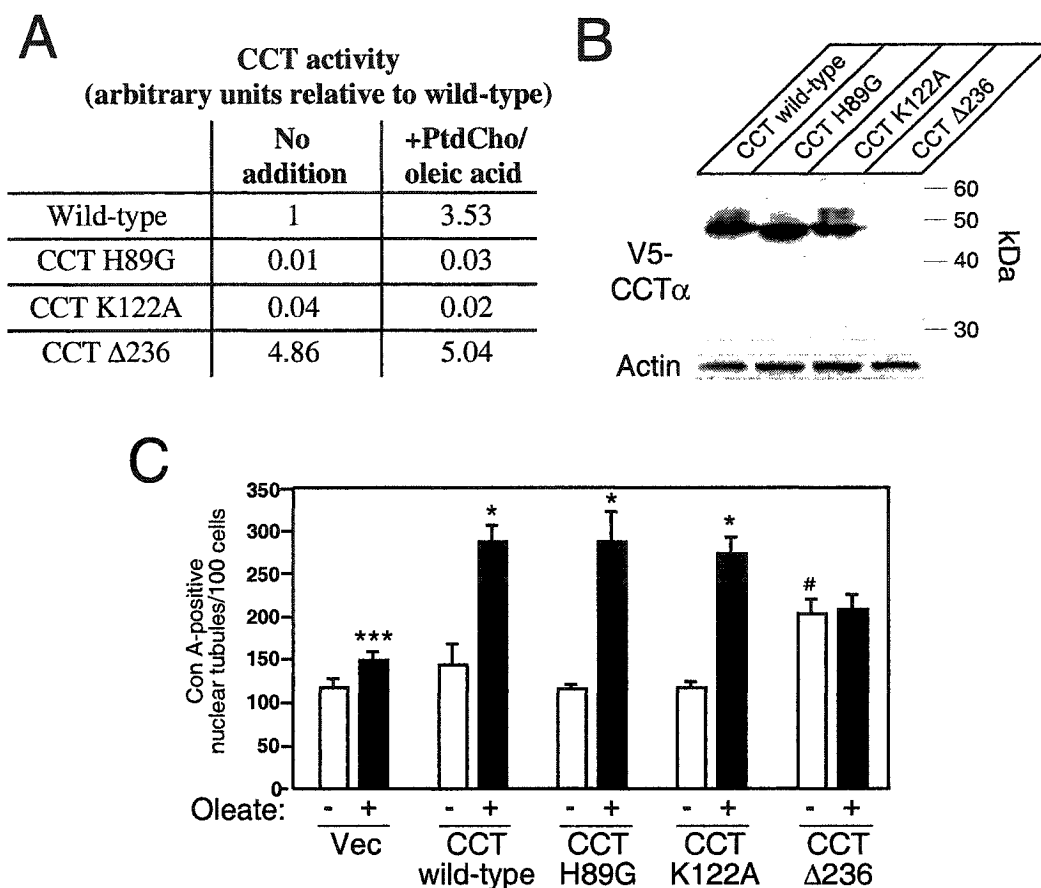 A
CCT activity
(arbitrary units relative to wild-type)
No addition +PtdCho/ oleic acid
Wild-type 1 3.53
CCT H89G 0.01 0.03
CCT K122A 0.04 0.02
CCT Δ236 4.86 5.04
B
CCT wild-type
CCT H89G
CCT K122A
CCT Δ236
60
50
40
30
kDa
V5-
CCTα
Actin
C
Con A-positive
nuclear tubules/100 cells
350
300
250
200
150
100
50
0
***
*
*
*
#
Oleate: - + - + - + - + - +
Vec CCT CCT CCT CCT
wild-type H89G K122A Δ236